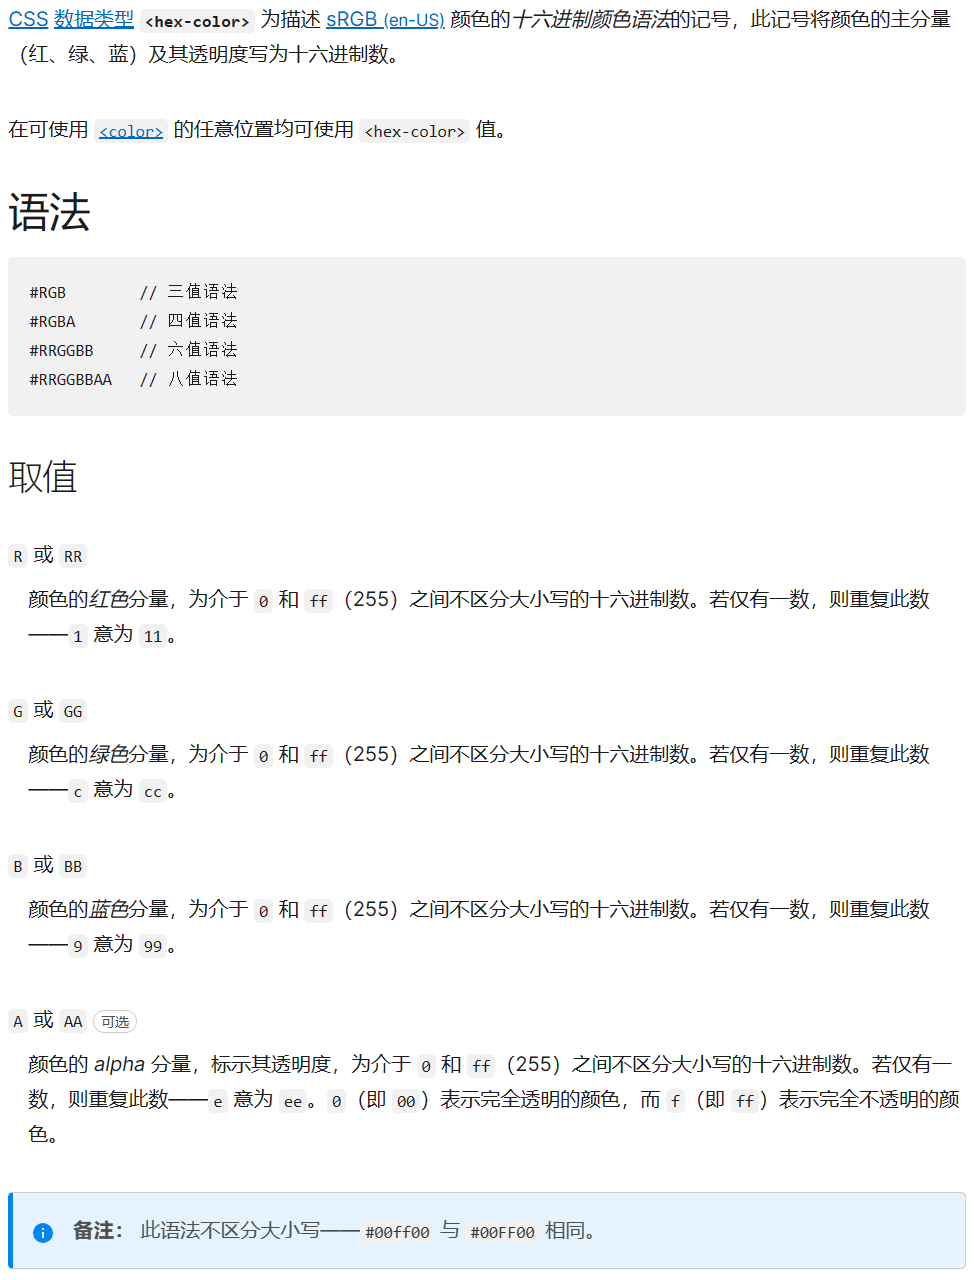 CSS 数据类型 <hex-color> 为描述 sRGB (en-US) 颜色的十六进制颜色语法的记号，此记号将颜色的主分量
（红、绿、蓝）及其透明度写为十六进制数。
在可使用 <color> 的任意位置均可使用 <hex-color> 值。
语法
#RGB        // 三值语法
#RGBA       // 四值语法
#RRGGBB     // 六值语法
#RRGGBBAA   // 八值语法
取值
R 或 RR
颜色的红色分量，为介于 0 和 ff（255）之间不区分大小写的十六进制数。若仅有一数，则重复此数
——1 意为 11。
G 或 GG
颜色的绿色分量，为介于 0 和 ff（255）之间不区分大小写的十六进制数。若仅有一数，则重复此数
——c 意为 cc。
B 或 BB
颜色的蓝色分量，为介于 0 和 ff（255）之间不区分大小写的十六进制数。若仅有一数，则重复此数
——9 意为 99。
A 或 AA 可选
颜色的 alpha 分量，标示其透明度，为介于 0 和 ff（255）之间不区分大小写的十六进制数。若仅有一
数，则重复此数——e 意为 ee。0（即 00）表示完全透明的颜色，而 f（即 ff）表示完全不透明的颜
色。
备注： 此语法不区分大小写——#00ff00 与 #00FF00 相同。